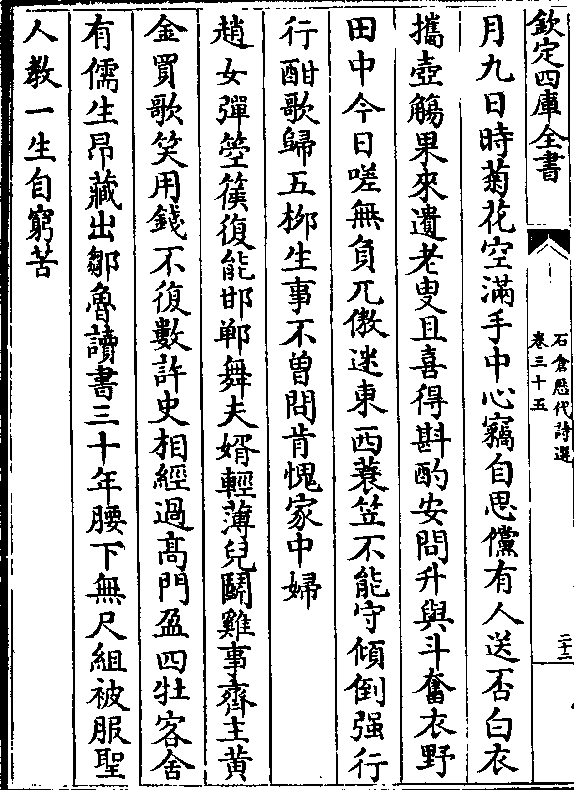 欽定四庫全書
石倉歷代詩選
卷三十五
二十二
月九日時菊花空滿手中心竊自思儻有人送否白衣
攜壺觴果來遺老叟且喜得斟酌安問升與斗奮衣野
田中今日嗟無負兀傲迷東西蓑笠不能守傾倒强行
行酣歌歸五柳生事不曾問肯愧家中婦
趙女彈箜篌復能邯鄲舞夫婿輕薄兒鬬雞事齊主黄
金買歌笑用錢不復數許史相經過髙門盈四牡客舍
有儒生昂藏出鄒魯讀書三十年腰下無尺組被服聖
人敎一生自窮苦